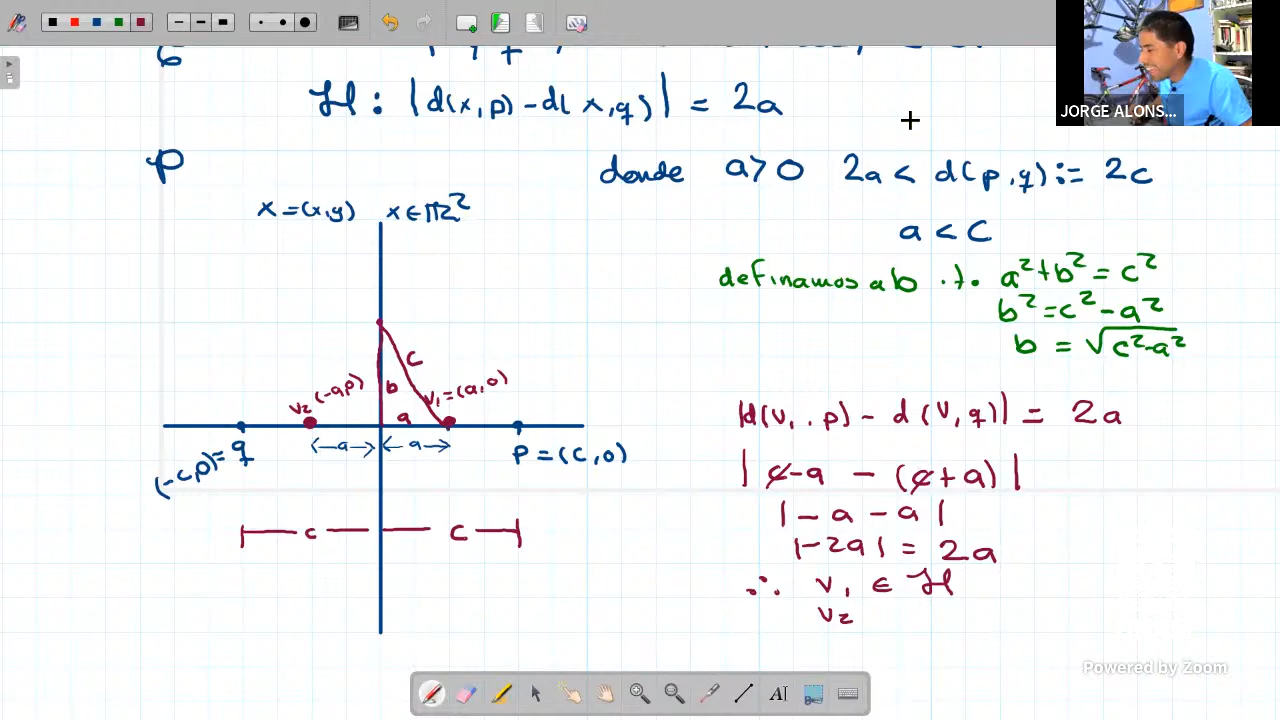 H : |d(x,p) - d(x,q)| = 2a
JORGE ALONS...
P
donde a>0 2a < d(p,q) := 2c
x=(x,y) x∈ℝ²
a < c
definamos a b .t. a²+b² = c²
b² = c² - a²
b = √c²-a²
c
b
a
v₂(-a,0)
v₁=(a,0)
←a→ ←a→
(-c,0)= q
P=(c,0)
c c
|d(v₁,p) - d(v,q)| = 2a
|c-a - (c+a)|
|-a-a|
|-2a| = 2a
∴ v₁ ∈ H
v₂
Powered by Zoom
AI